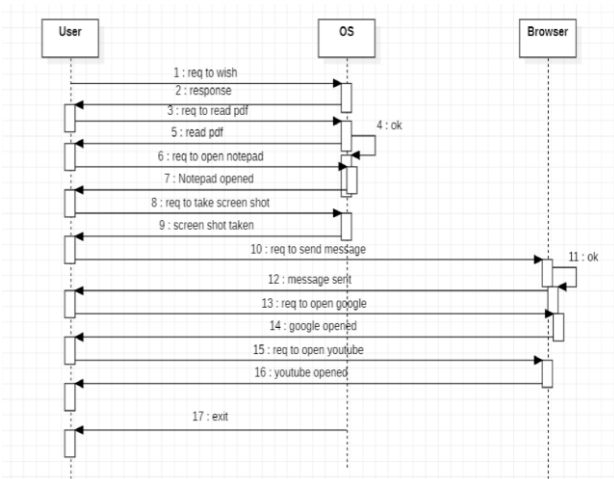 User
OS
Browser
1 : req to wish
2 : response
3 : req to read pdf
4 : ok
5 : read pdf
6 : req to open notepad
7 : Notepad opened
8 : req to take screen shot
9 : screen shot taken
10 : req to send message
11 : ok
12 : message sent
13 : req to open google
14 : google opened
15 : req to open youtube
16 : youtube opened
17 : exit